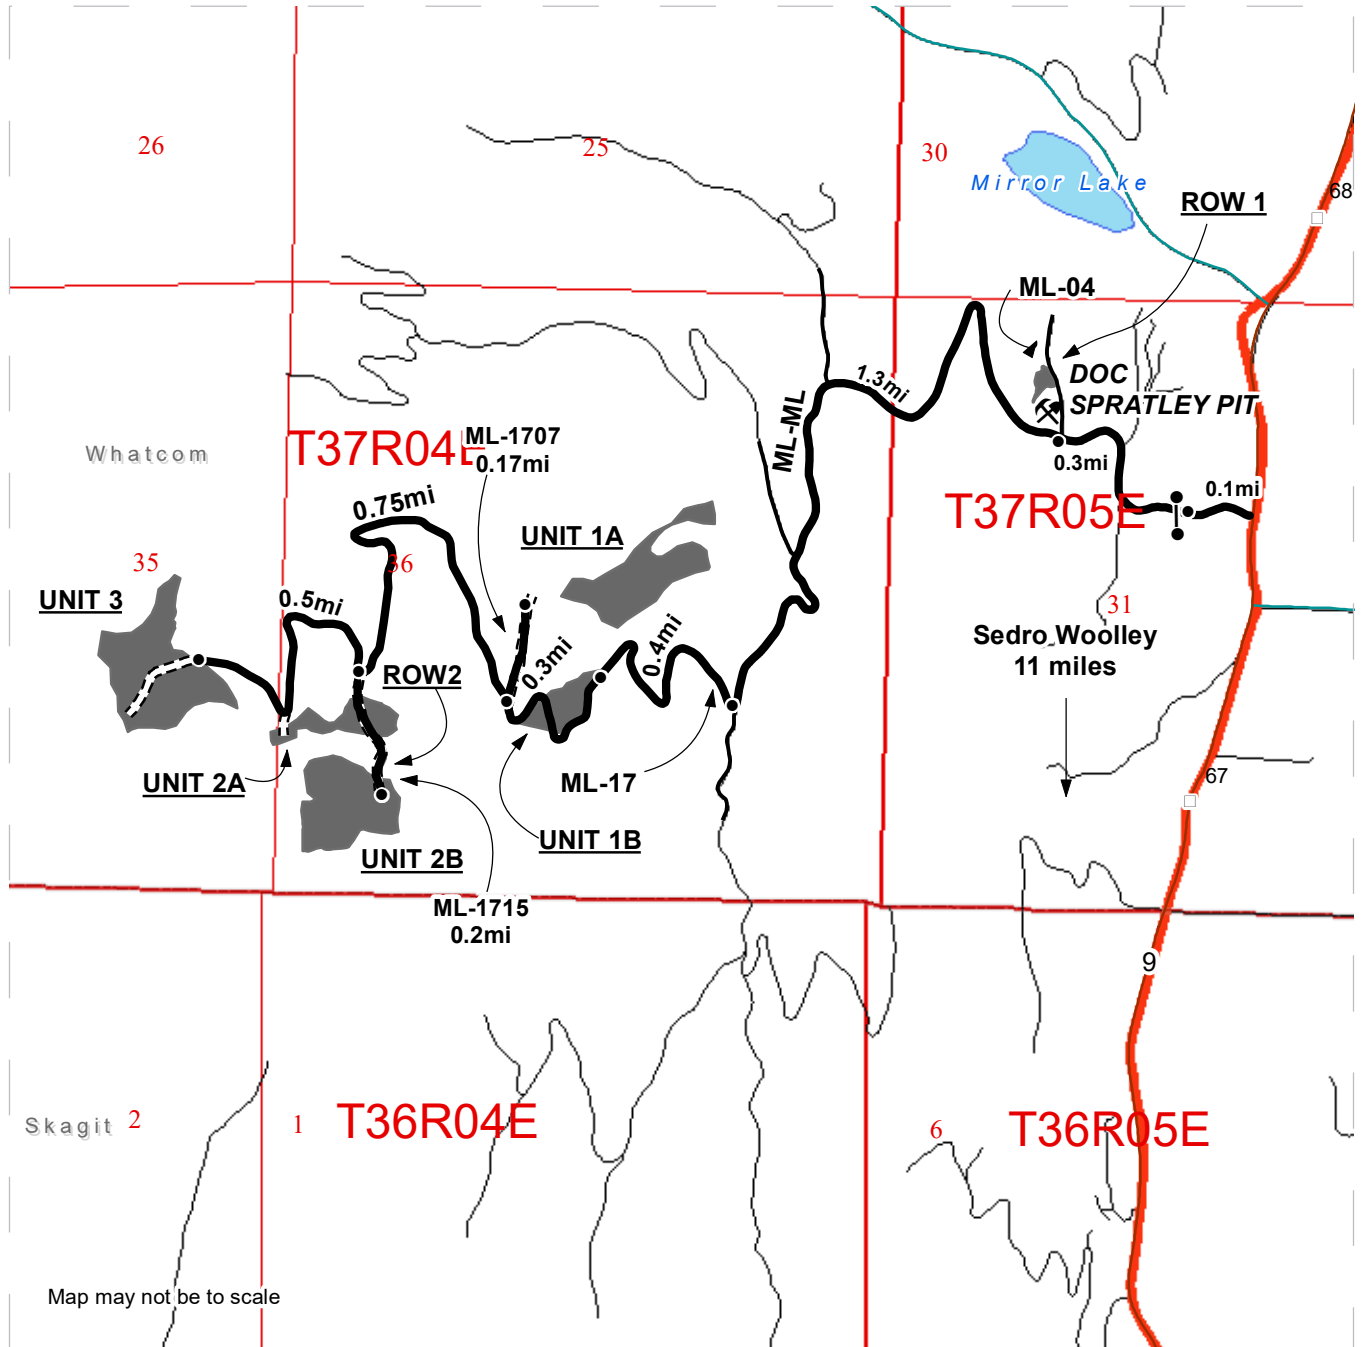 26
25
30
68
Mirror Lake
ROW 1
ML-04
DOC
SPRATLEY PIT
1.3mi
ML-ML
Whatcom
T37R04E
ML-1707
0.17mi
0.3mi
0.1mi
0.75mi
T37R05E
UNIT 1A
35
36
UNIT 3
0.5mi
31
Sedro Woolley
11 miles
0.4mi
0.3mi
ROW2
UNIT 2A
ML-17
67
UNIT 1B
UNIT 2B
ML-1715
0.2mi
9
Skagit
2
1
T36R04E
6
T36R05E
Map may not be to scale